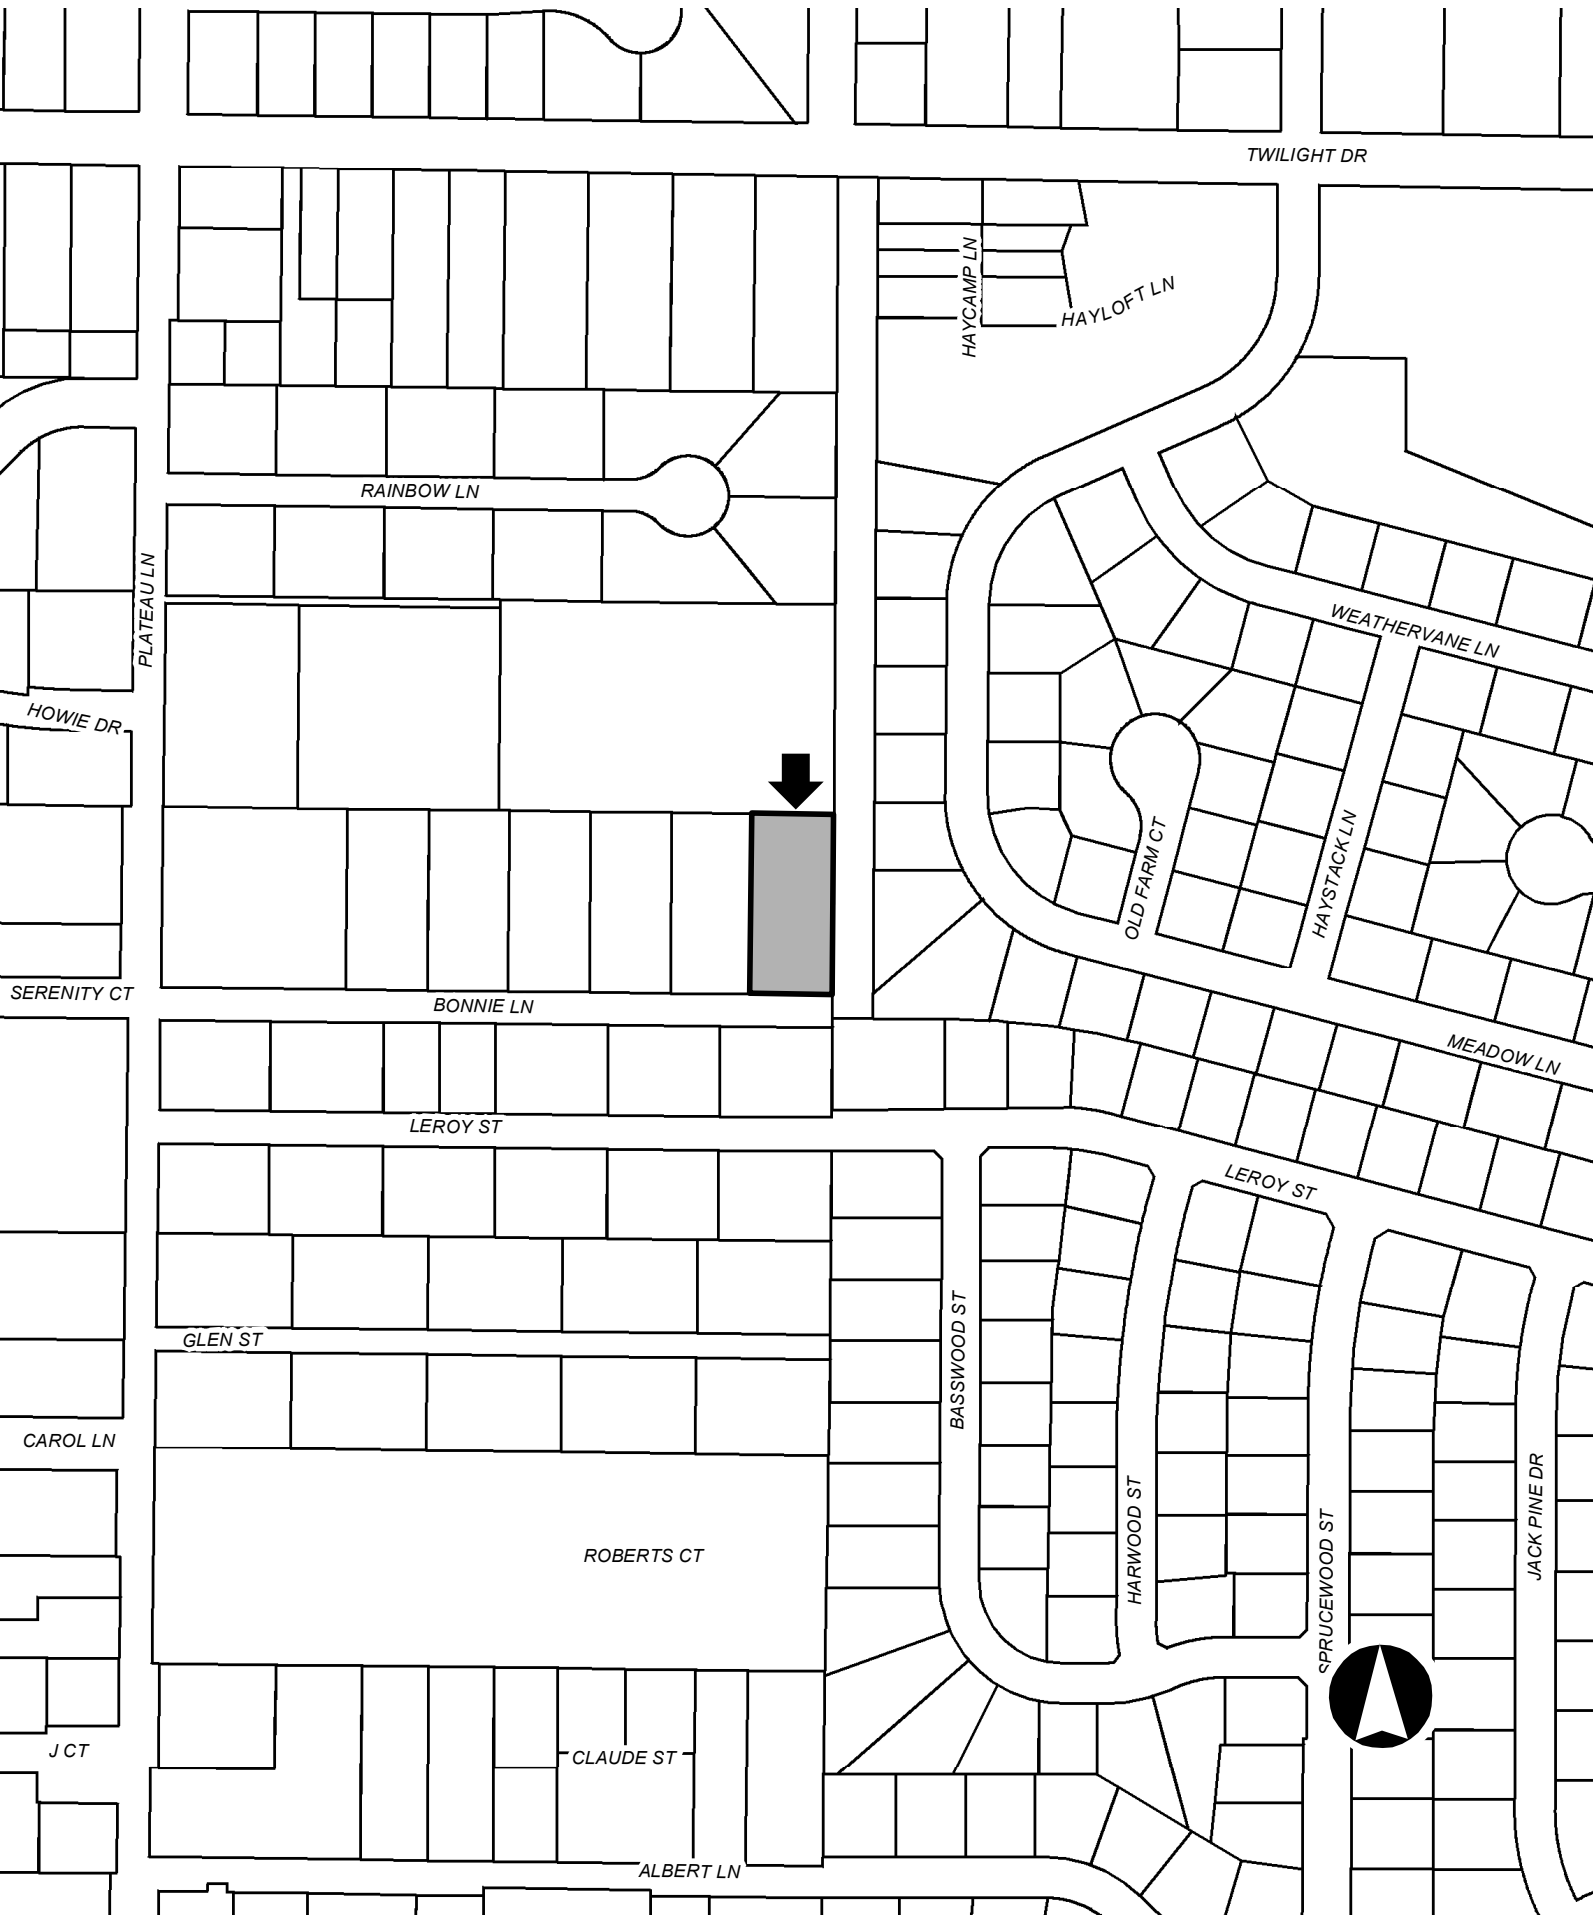 TWILIGHT DR
HAYCAMP LN
HAYLOFT LN
RAINBOW LN
PLATEAU LN
WEATHERVANE LN
HOWIE DR
OLD FARM CT
HAYSTACK LN
SERENITY CT
BONNIE LN
MEADOW LN
LEROY ST
LEROY ST
BASSWOOD ST
GLEN ST
CAROL LN
HARWOOD ST
SPRUCEWOOD ST
JACK PINE DR
ROBERTS CT
J CT
CLAUDE ST
ALBERT LN